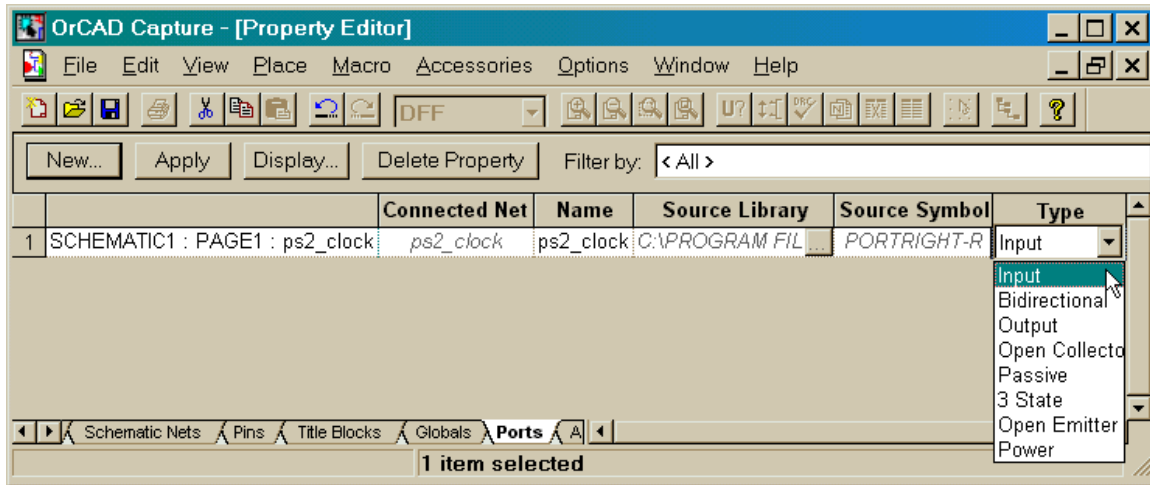 OrCAD Capture - [Property Editor]
File Edit View Place Macro Accessories Options Window Help
DFF U? DRC ?
New... Apply Display... Delete Property Filter by: < All >
Connected Net Name Source Library Source Symbol Type
1 SCHEMATIC1 : PAGE1 : ps2_clock ps2_clock ps2_clock C:\PROGRAM FIL ... PORTRIGHT-R Input
Input
Bidirectional
Output
Open Collecto
Passive
3 State
Open Emitter
Power
Schematic Nets Pins Title Blocks Globals Ports A
1 item selected